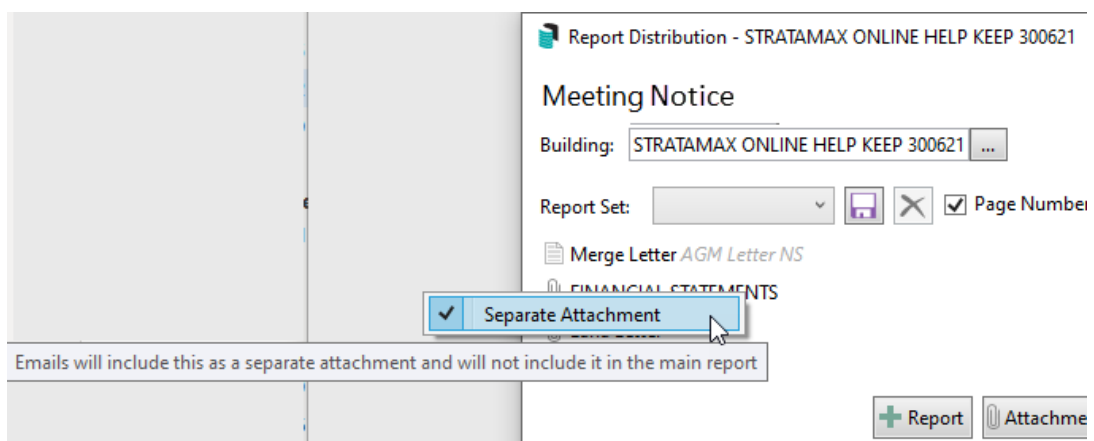 Report Distribution - STRATAMAX ONLINE HELP KEEP 300621
Meeting Notice
Building: STRATAMAX ONLINE HELP KEEP 300621 ...
Report Set: Page Number
Merge Letter AGM Letter NS
FINANCIAL STATEMENTS
Separate Attachment
Emails will include this as a separate attachment and will not include it in the main report
Report Attachme